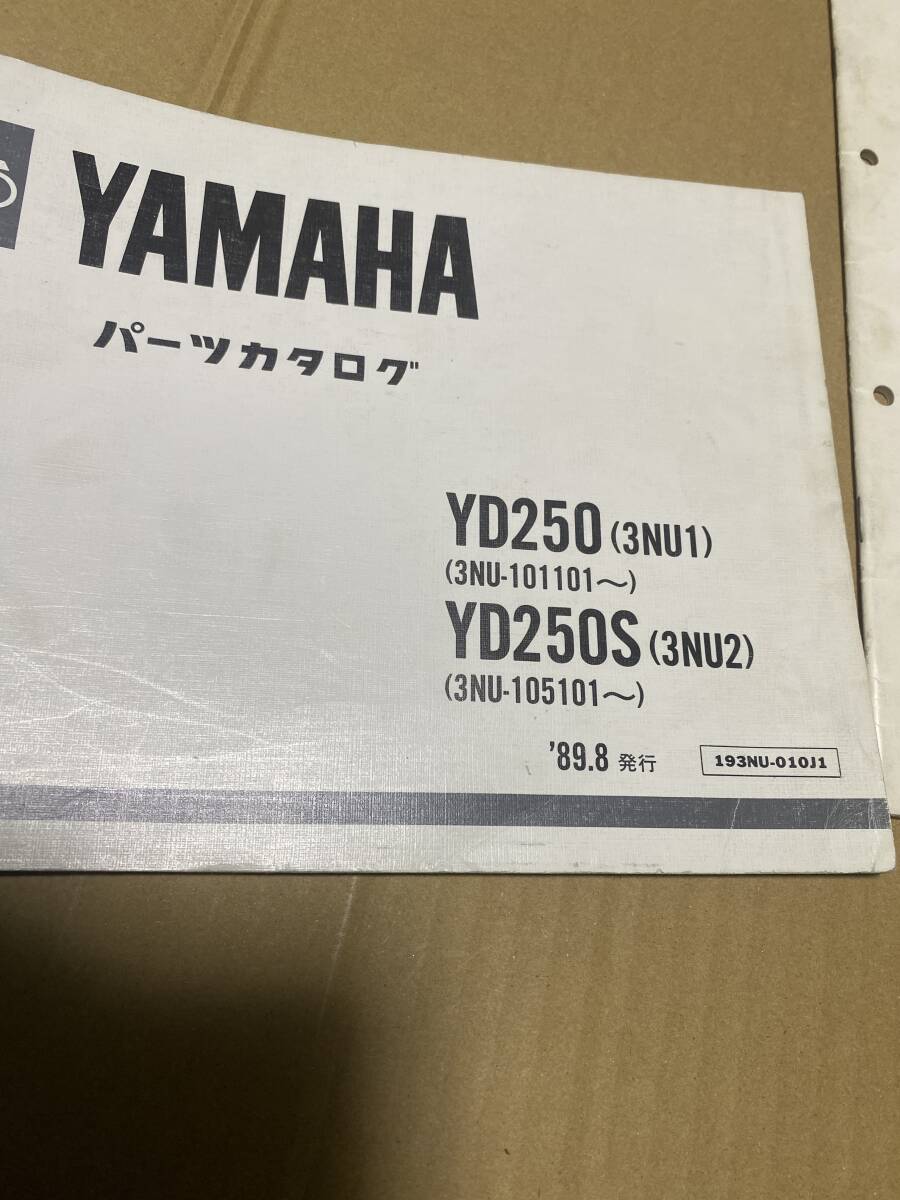 YAMAHA
パーツカタログ
YD250 (3NU1)
(3NU-101101～)
YD250S (3NU2)
(3NU-105101～)
'89.8 発行
193NU-010J1